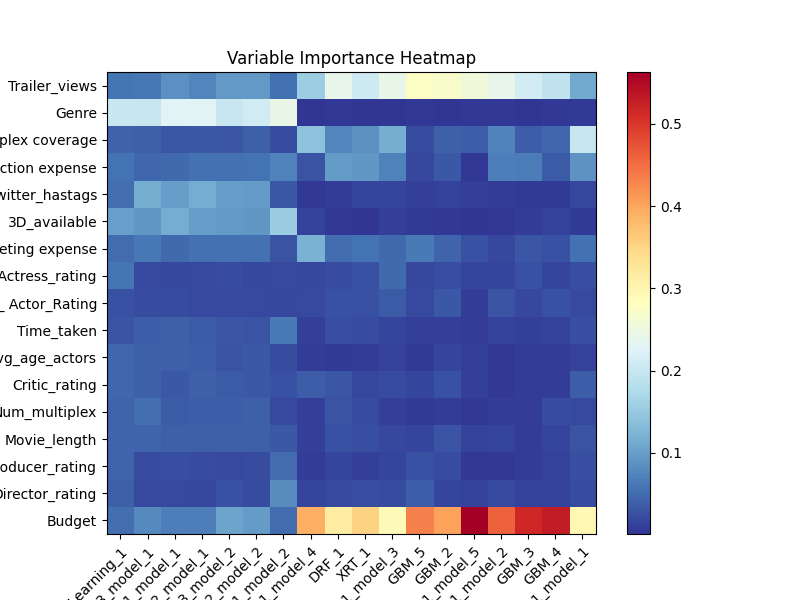 Variable Importance Heatmap
Trailer_views
Genre
plex coverage
ction expense
witter_hastags
3D_available
eting expense
Actress_rating
_ Actor_Rating
Time_taken
vg_age_actors
Critic_rating
Num_multiplex
Movie_length
oducer_rating
Director_rating
Budget
Learning_1
3_model_1
1_model_1
2_model_1
3_model_2
2_model_2
1_model_2
1_model_4
DRF_1
XRT_1
1_model_3
GBM_5
GBM_2
1_model_5
1_model_2
GBM_3
GBM_4
1_model_1
0.5
0.4
0.3
0.2
0.1